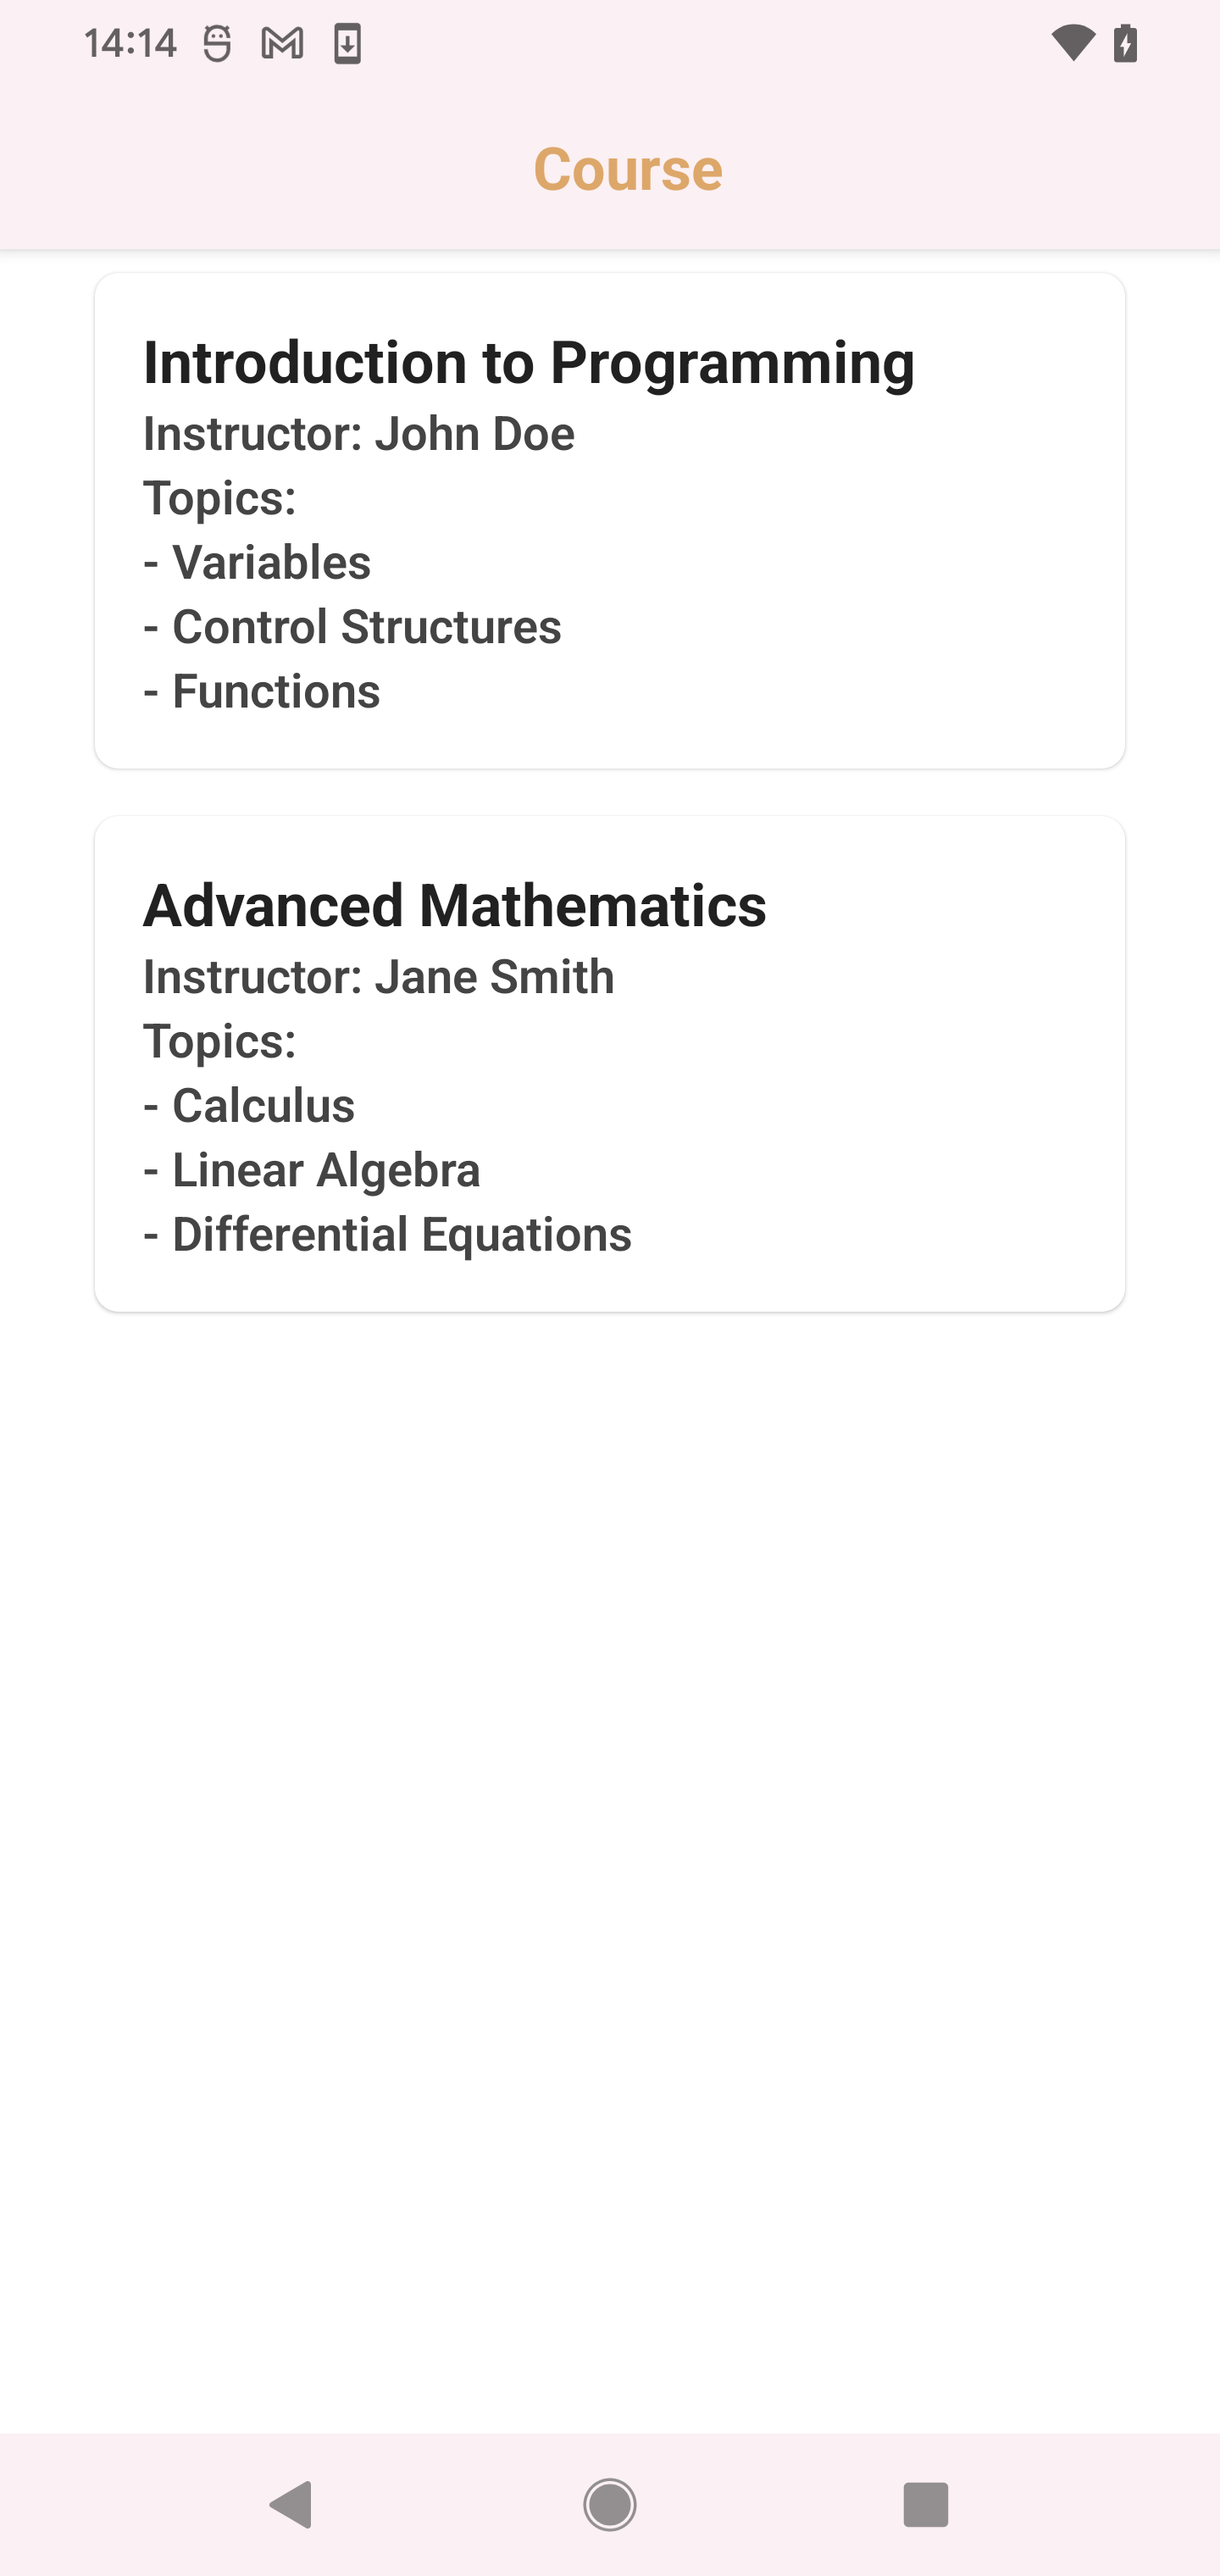 14:14
Course
Introduction to Programming
Instructor: John Doe
Topics:
- Variables
- Control Structures
- Functions
Advanced Mathematics
Instructor: Jane Smith
Topics:
- Calculus
- Linear Algebra
- Differential Equations